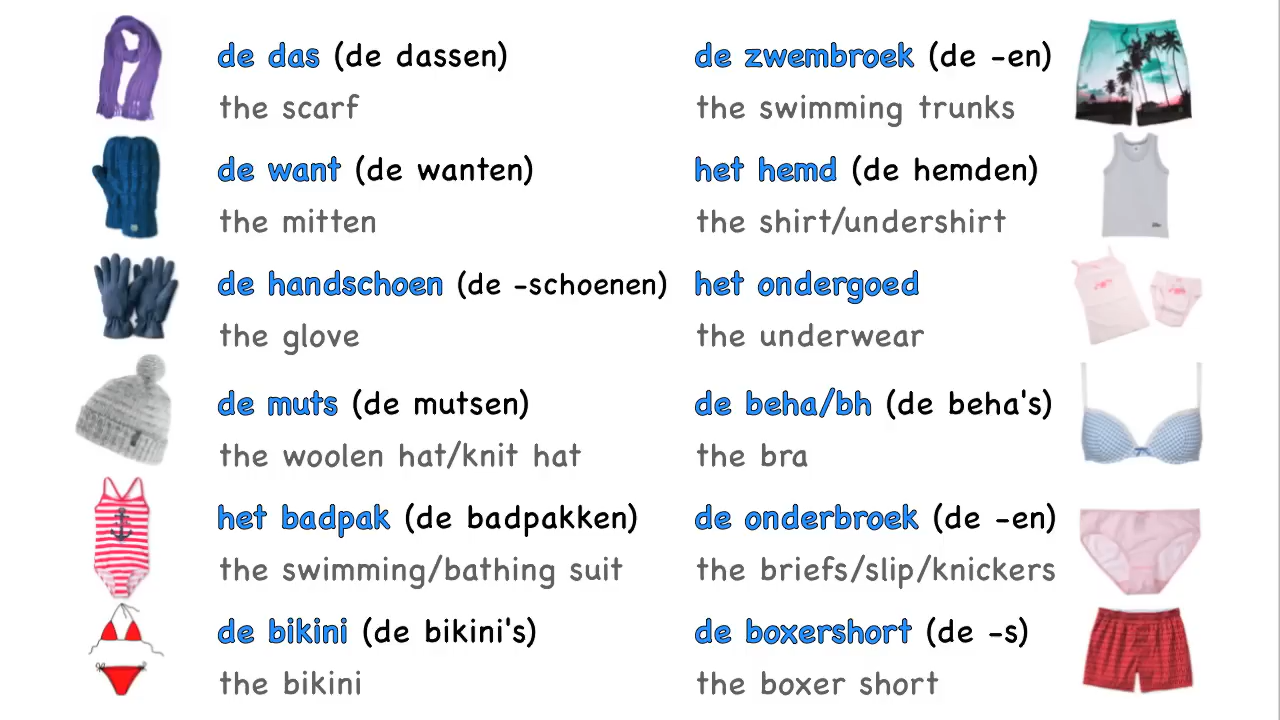 de das (de dassen)
the scarf
de want (de wanten)
the mitten
de handschoen (de -schoenen)
the glove
de muts (de mutsen)
the woolen hat/knit hat
het badpak (de badpakken)
the swimming/bathing suit
de bikini (de bikini's)
the bikini
de zwembroek (de -en)
the swimming trunks
het hemd (de hemden)
the shirt/undershirt
het ondergoed
the underwear
de beha/bh (de beha's)
the bra
de onderbroek (de -en)
the briefs/slip/knickers
de boxershort (de -s)
the boxer short